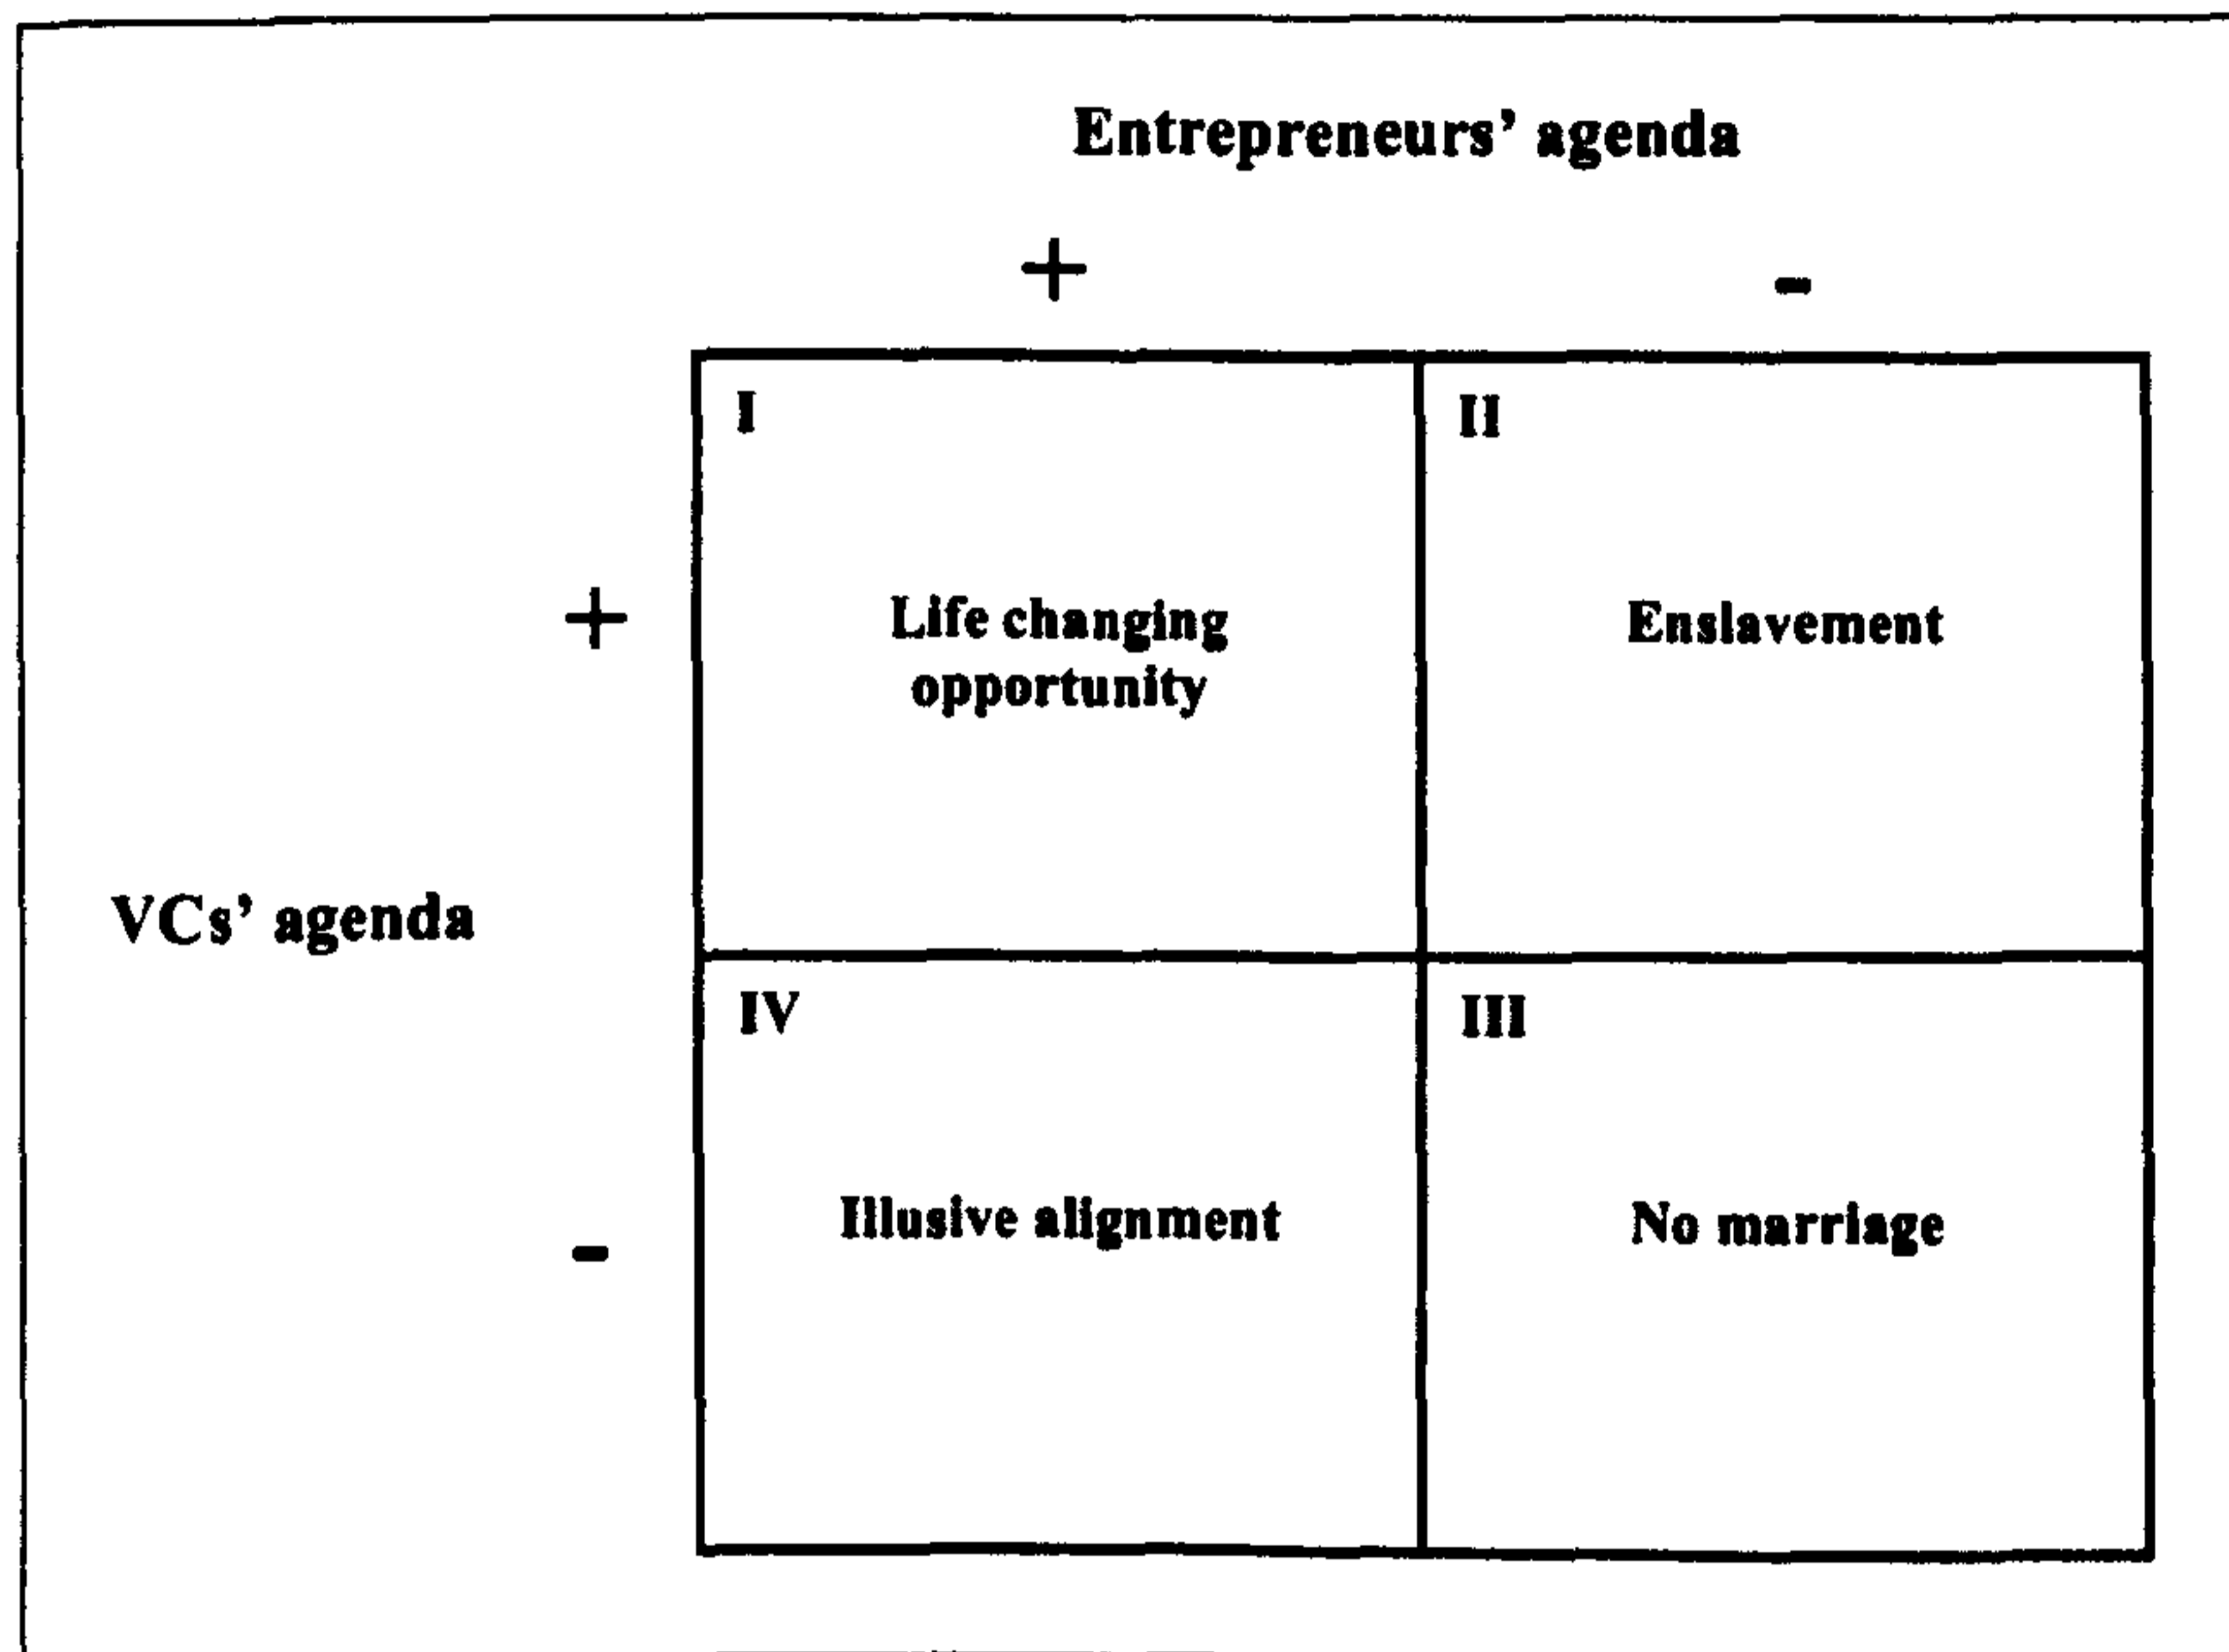 Entrepreneurs’ agenda
+ -
I II
+ Life changing Enslavement
opportunity
VCs’ agenda
IV III
- Illusive alignment No marriage